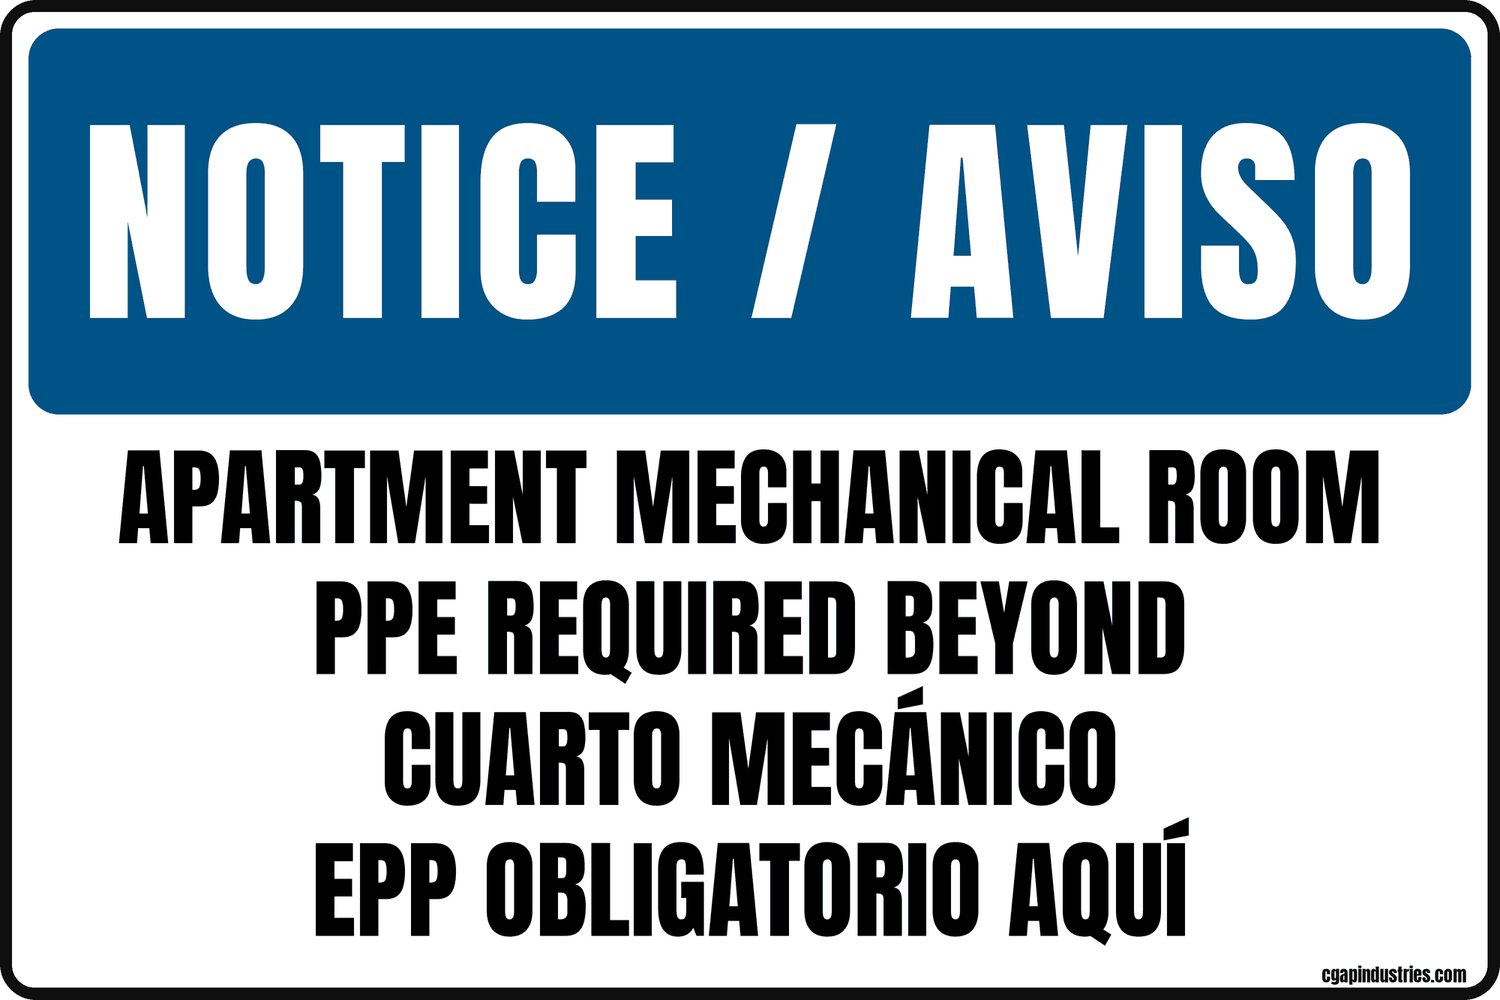 NOTICE / AVISO
APARTMENT MECHANICAL ROOM
PPE REQUIRED BEYOND
CUARTO MECÁNICO
EPP OBLIGATORIO AQUÍ
cgapindustries.com